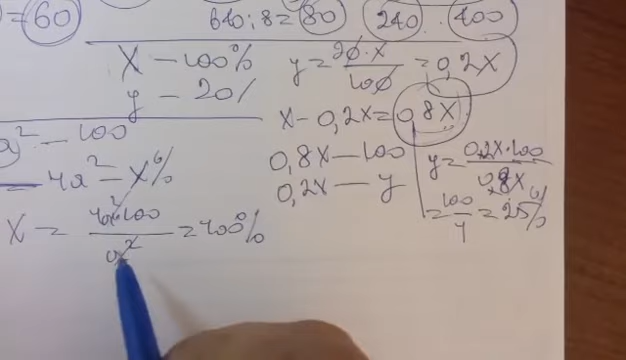 = 60
640 : 8 = 80 240 . . 400
X — 100%
y — 20%
y = 20 · X / 100 = 0,2X
X - 0,2X = 0,8X
0,8X — 100
0,2X — y
y = 0,2X · 100 / 0,8X
= 100 / 4 = 25%
a² — 100
4a² — X%
X = 4a² · 100 / a² = 400%